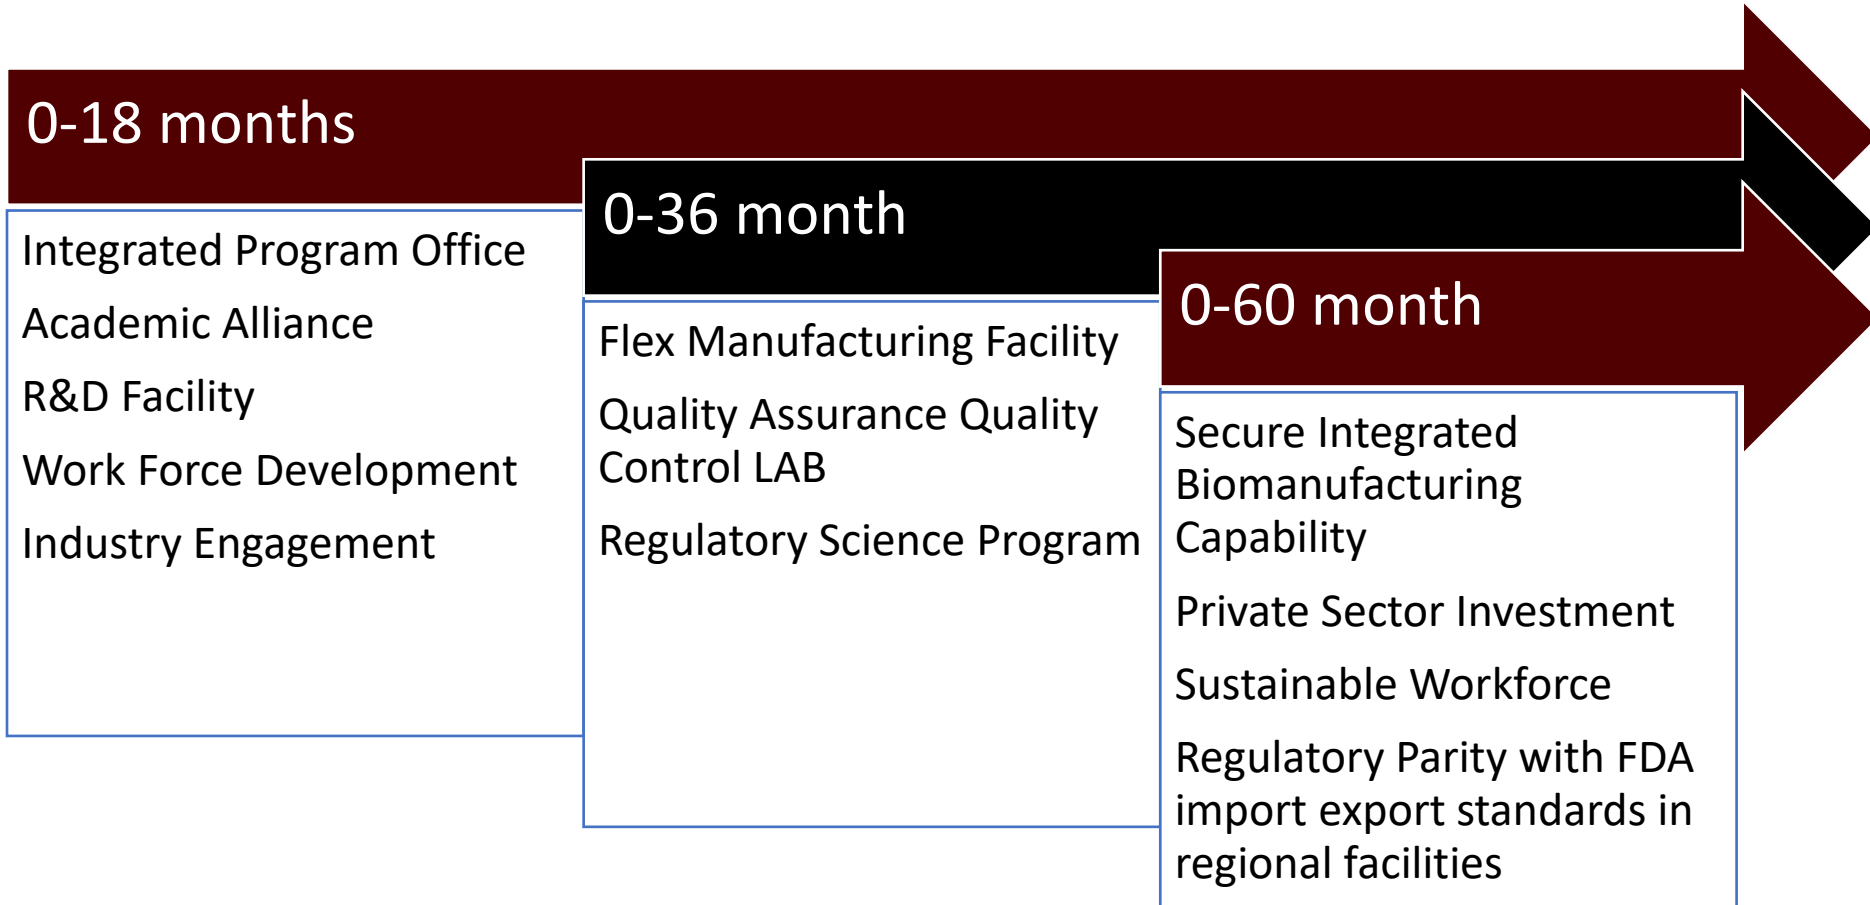 0-18 months
Integrated Program Office
Academic Alliance
R&D Facility
Work Force Development
Industry Engagement
0-36 month
Flex Manufacturing Facility
Quality Assurance Quality
Control LAB
Regulatory Science Program
0-60 month
Secure Integrated
Biomanufacturing
Capability
Private Sector Investment
Sustainable Workforce
Regulatory Parity with FDA
import export standards in
regional facilities